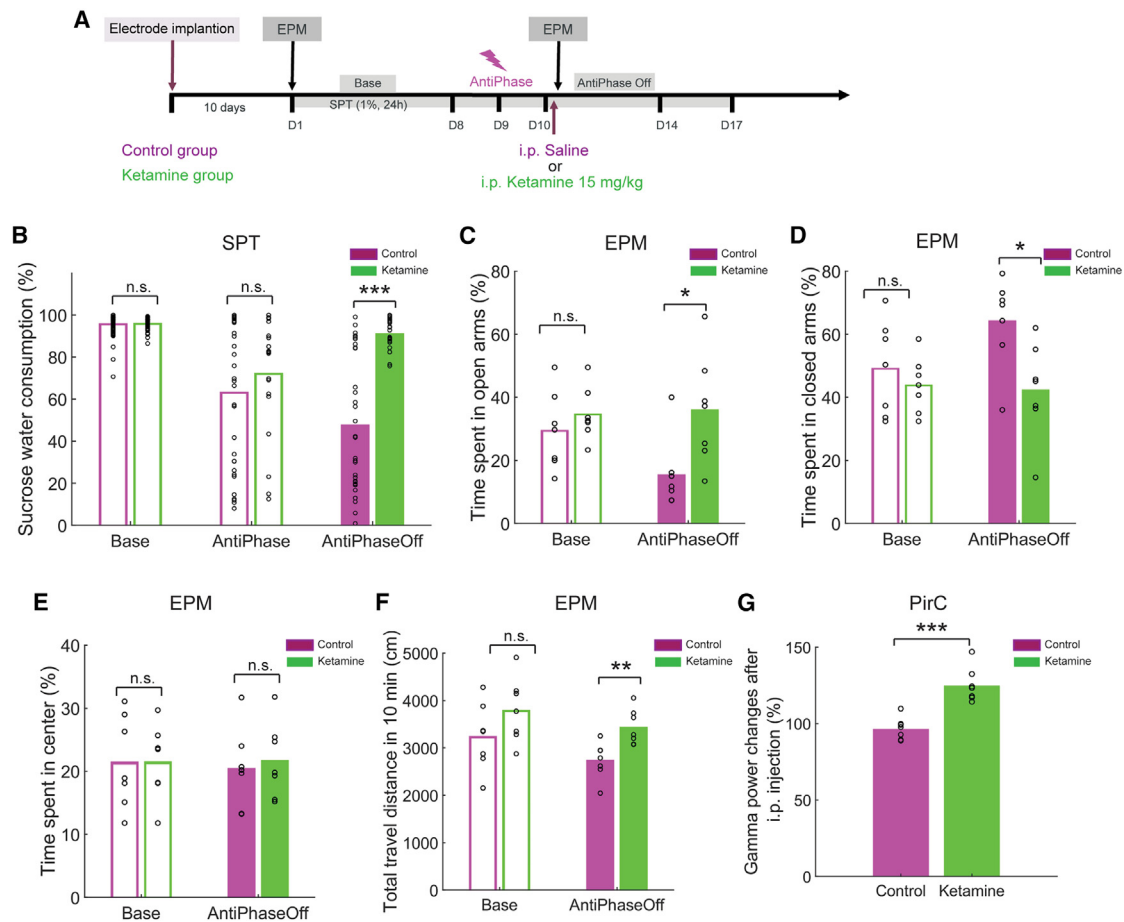 A
Electrode implantion
EPM
EPM
Base
AntiPhase
AntiPhase Off
10 days
SPT (1%, 24h)
D1
D8
D9
D10
D14
D17
Control group
Ketamine group
i.p. Saline
or
i.p. Ketamine 15 mg/kg
B
SPT
Control
Ketamine
n.s.
n.s.
***
Sucrose water consumption (%)
100
80
60
40
20
0
Base
AntiPhase
AntiPhaseOff
C
EPM
Control
Ketamine
n.s.
*
Time spent in open arms (%)
80
60
40
20
0
Base
AntiPhaseOff
D
EPM
Control
Ketamine
n.s.
*
Time spent in closed arms (%)
80
60
40
20
0
Base
AntiPhaseOff
E
EPM
Control
Ketamine
n.s.
n.s.
Time spent in center (%)
40
30
20
10
0
Base
AntiPhaseOff
F
EPM
Control
Ketamine
n.s.
**
Total travel distance in 10 min (cm)
5000
4000
3000
2000
1000
0
Base
AntiPhaseOff
G
PirC
Control
Ketamine
***
Gamma power changes after
i.p. injection (%)
150
100
50
0
Control
Ketamine